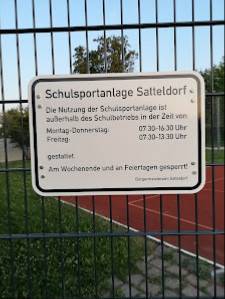 Schulsportanlage Satteldorf
Die Nutzung der Schulsportanlage ist
außerhalb des Schulbetriebs in der Zeit von
Montag-Donnerstag: 07:30-16:30 Uhr
Freitag: 07:30-13:30 Uhr
gestattet.
Am Wochenende und an Feiertagen gesperrt!
Bürgermeisteramt Satteldorf